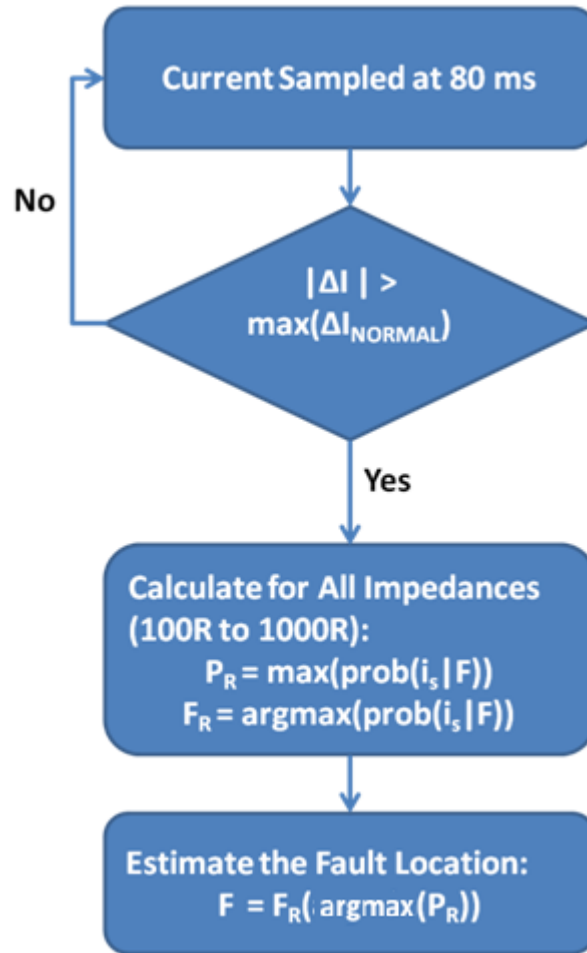 Current Sampled at 80 ms
No
|ΔI | >
max(ΔI_NORMAL)
Yes
Calculate for All Impedances
(100R to 1000R):
P_R = max(prob(i_s|F))
F_R = argmax(prob(i_s|F))
Estimate the Fault Location:
F = F_R(argmax(P_R))